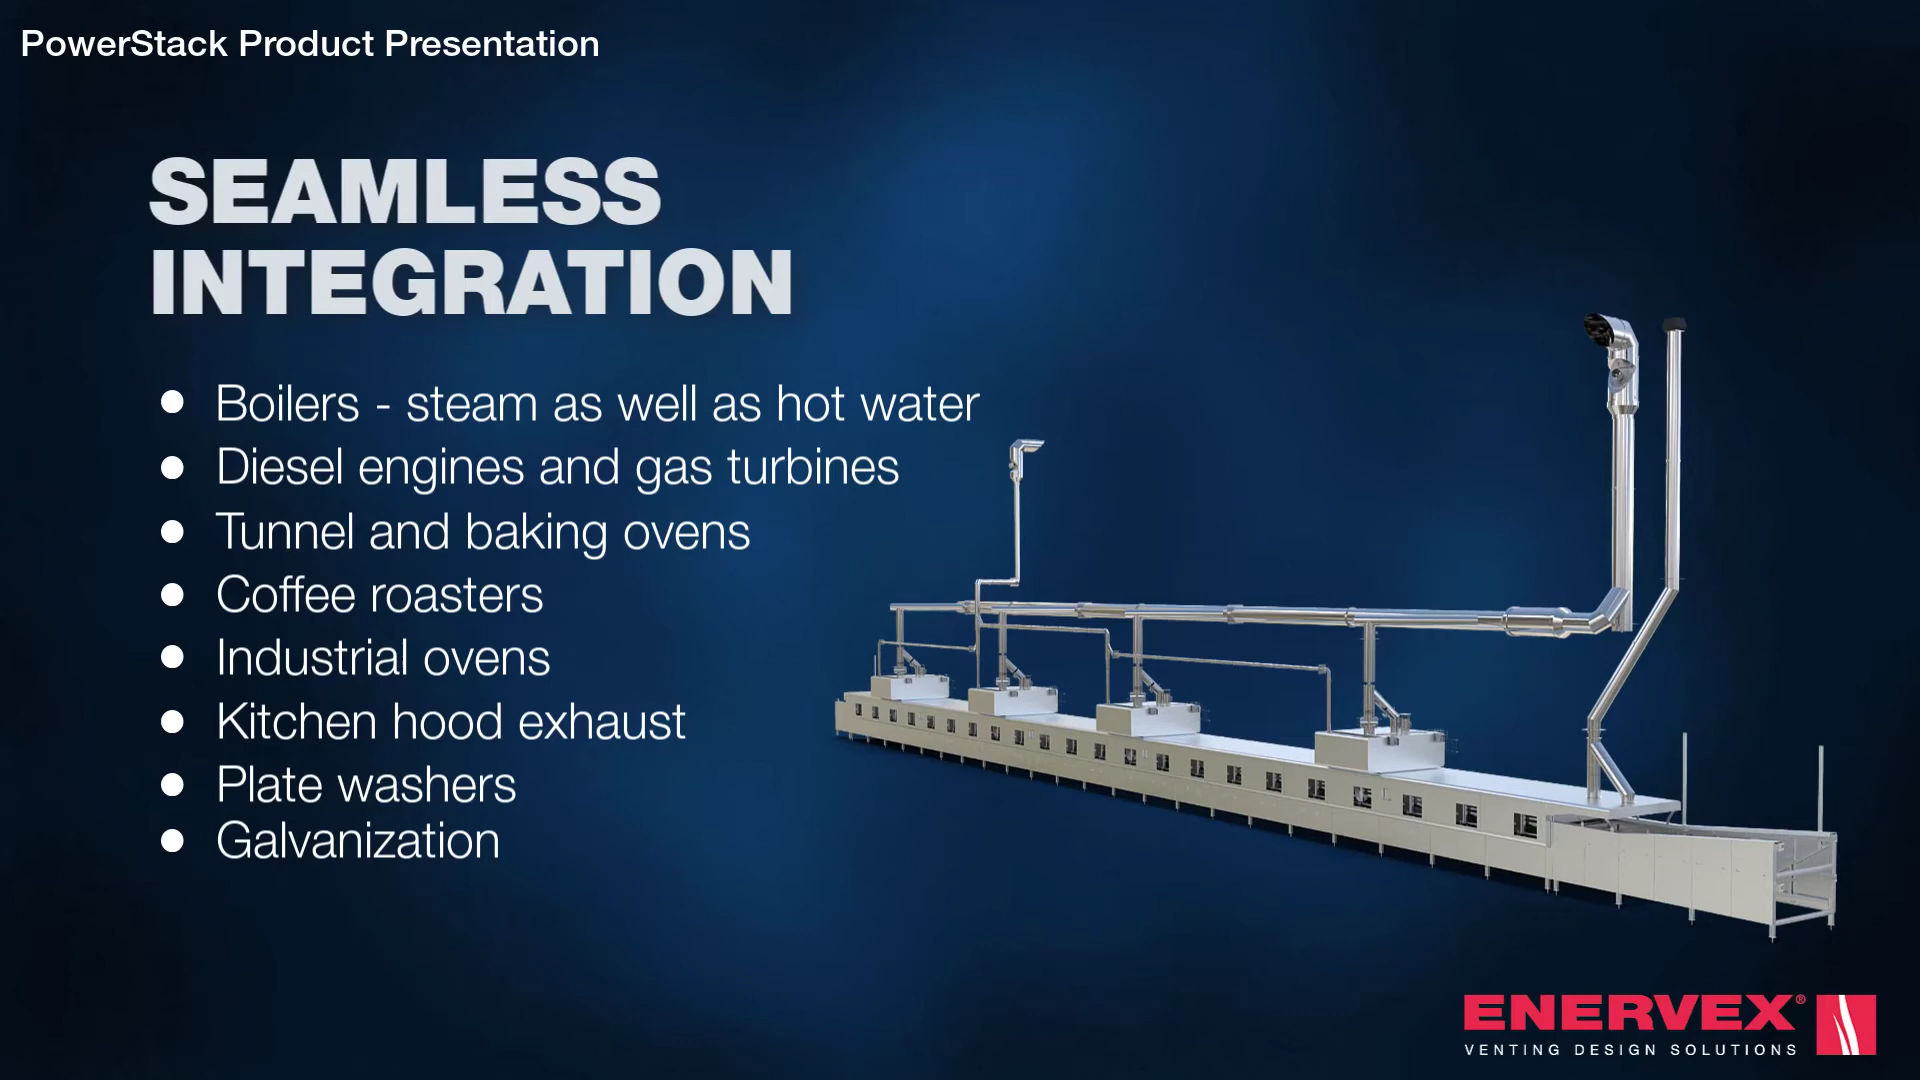 PowerStack Product Presentation
SEAMLESS
INTEGRATION
● Boilers - steam as well as hot water
● Diesel engines and gas turbines
● Tunnel and baking ovens
● Coffee roasters
● Industrial ovens
● Kitchen hood exhaust
● Plate washers
● Galvanization
ENERVEX®
VENTING DESIGN SOLUTIONS